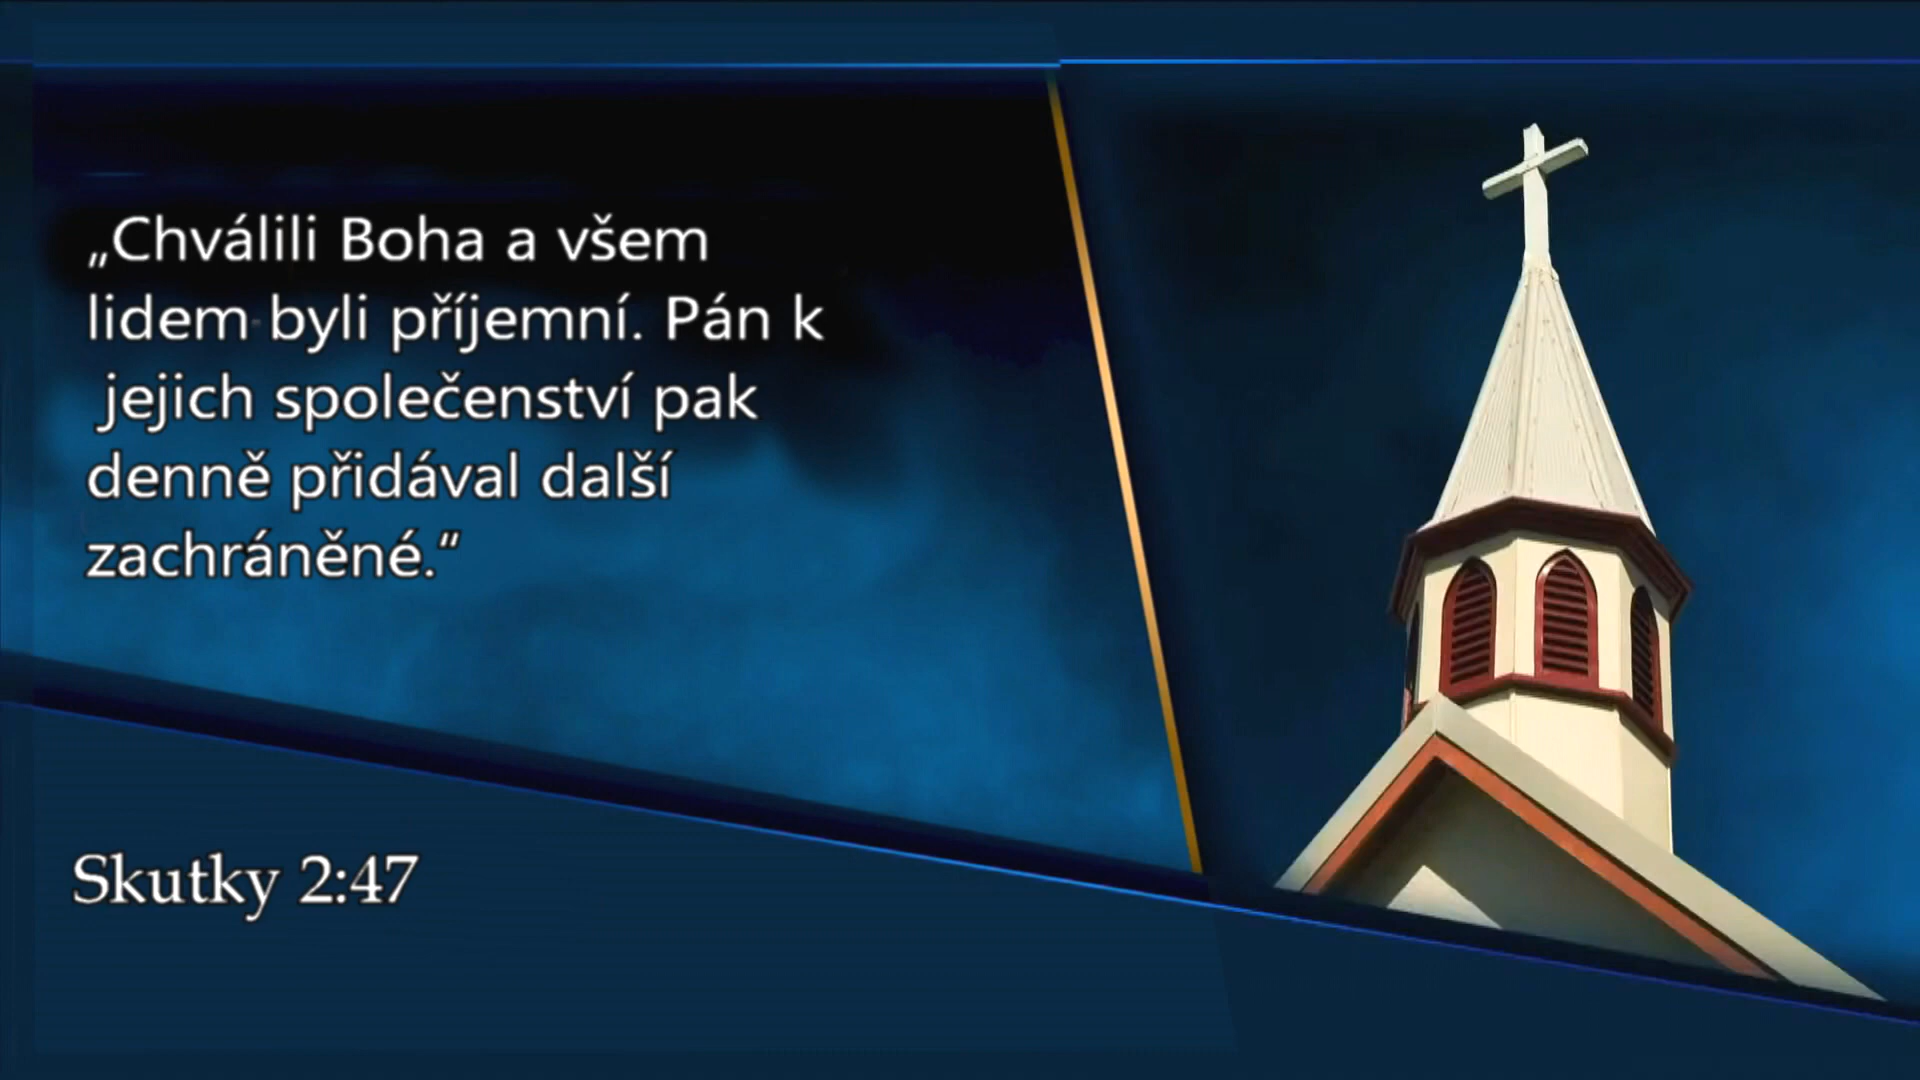 „Chválili Boha a všem
lidem byli příjemní. Pán k
jejich společenství pak
denně přidával další
zachráněné.“
Skutky 2:47